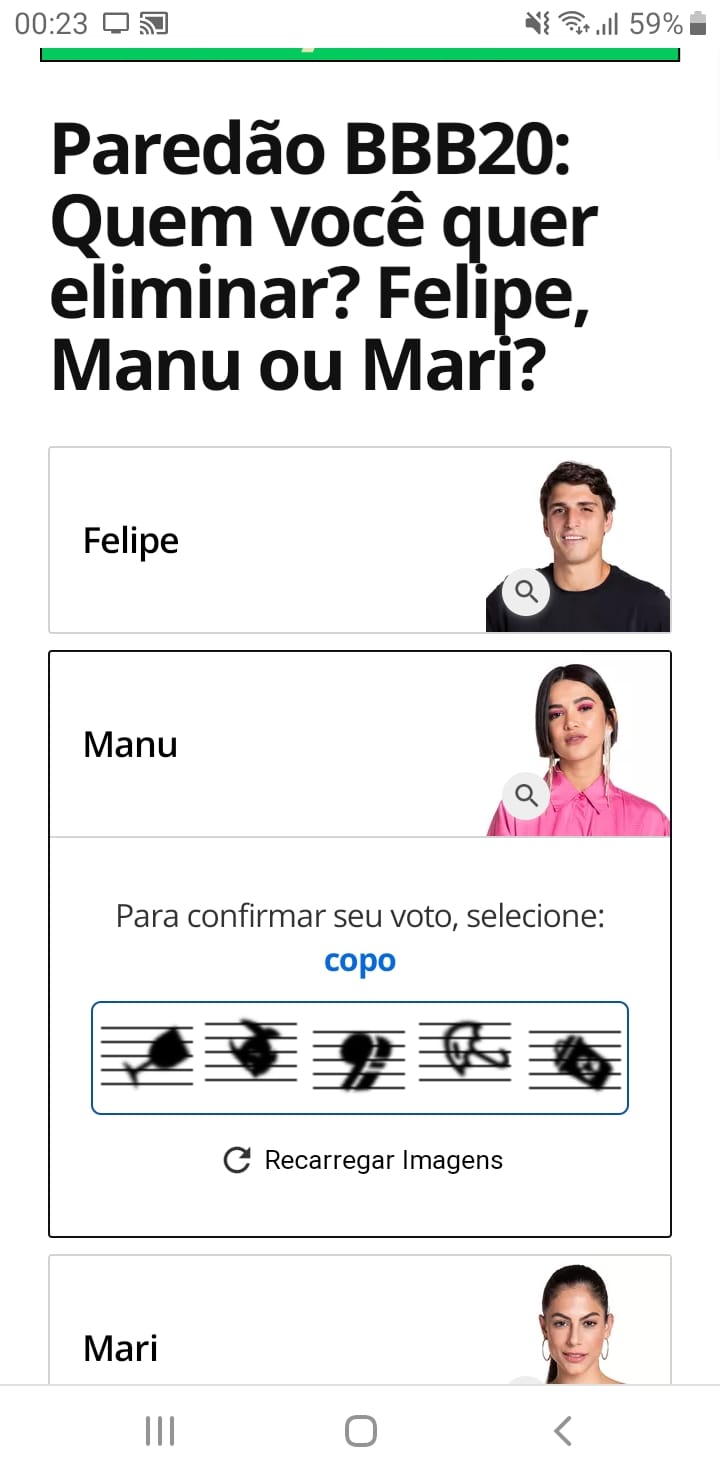 00:23 59%
Paredão BBB20:
Quem você quer
eliminar? Felipe,
Manu ou Mari?
Felipe
Manu
Para confirmar seu voto, selecione:
copo
Recarregar Imagens
Mari